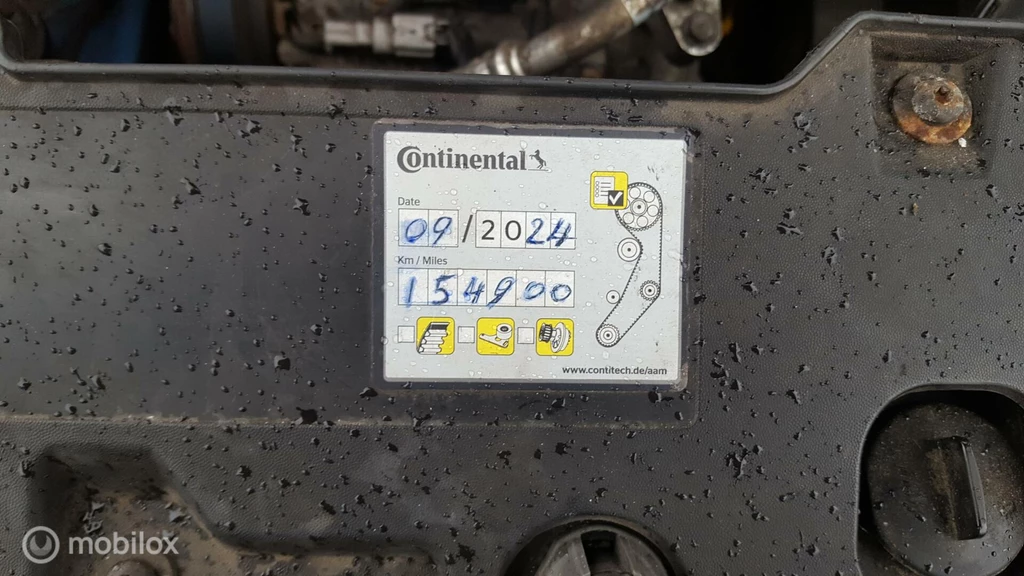 Continental
Date
09/2024
Km / Miles
154900
www.contitech.de/aam
mobilox